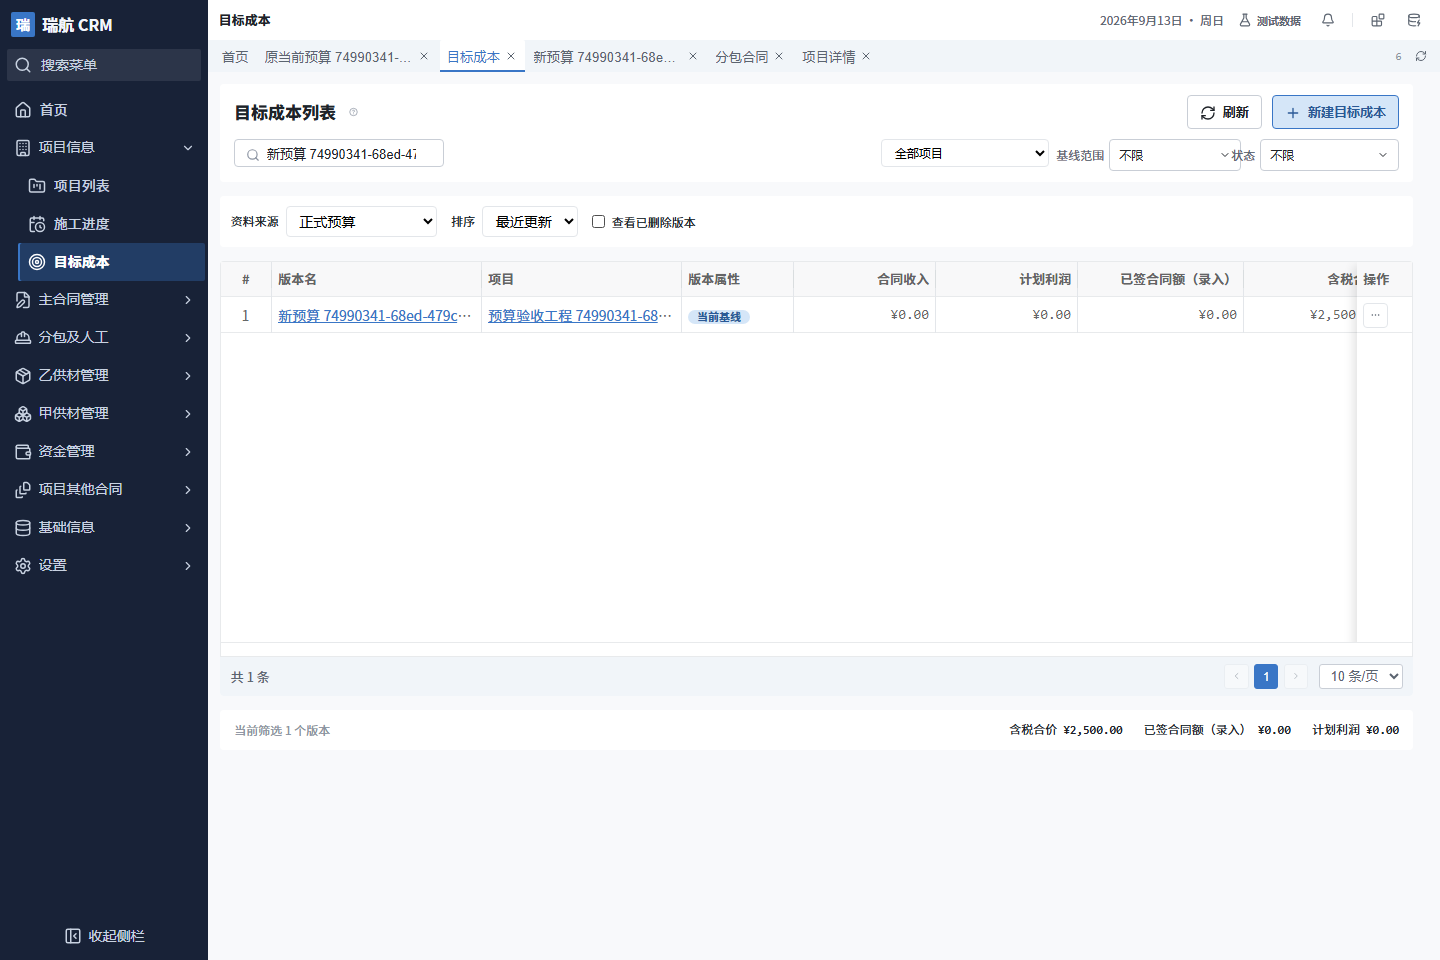 瑞 瑞航 CRM
搜索菜单
首页
项目信息
项目列表
施工进度
目标成本
主合同管理
分包及人工
乙供材管理
甲供材管理
资金管理
项目其他合同
基础信息
设置
收起侧栏
目标成本
2026年9月13日 • 周日 测试数据
首页 原当前预算 74990341-... 目标成本 新预算 74990341-68e... 分包合同 项目详情 6
目标成本列表 刷新 新建目标成本
新预算 74990341-68ed-47 全部项目 基线范围 不限 状态 不限
资料来源 正式预算 排序 最近更新 查看已删除版本
# 版本名 项目 版本属性 合同收入 计划利润 已签合同额（录入） 含税 操作
1 新预算 74990341-68ed-479c... 预算验收工程 74990341-68... 当前基线 ¥0.00 ¥0.00 ¥0.00 ¥2,500 ...
共 1 条 1 10 条/页
当前筛选 1 个版本 含税合价 ¥2,500.00 已签合同额（录入） ¥0.00 计划利润 ¥0.00